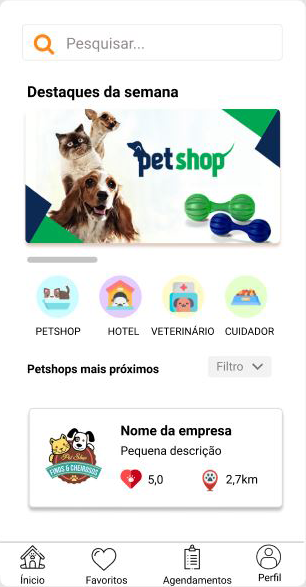 Pesquisar...
Destaques da semana
petshop
PETSHOP HOTEL VETERINÁRIO CUIDADOR
Petshops mais próximos Filtro
Nome da empresa
Pequena descrição
Pet Shop
FINOS & CHEIROSOS
5,0 2,7km
Ínicio Favoritos Agendamentos Perfil